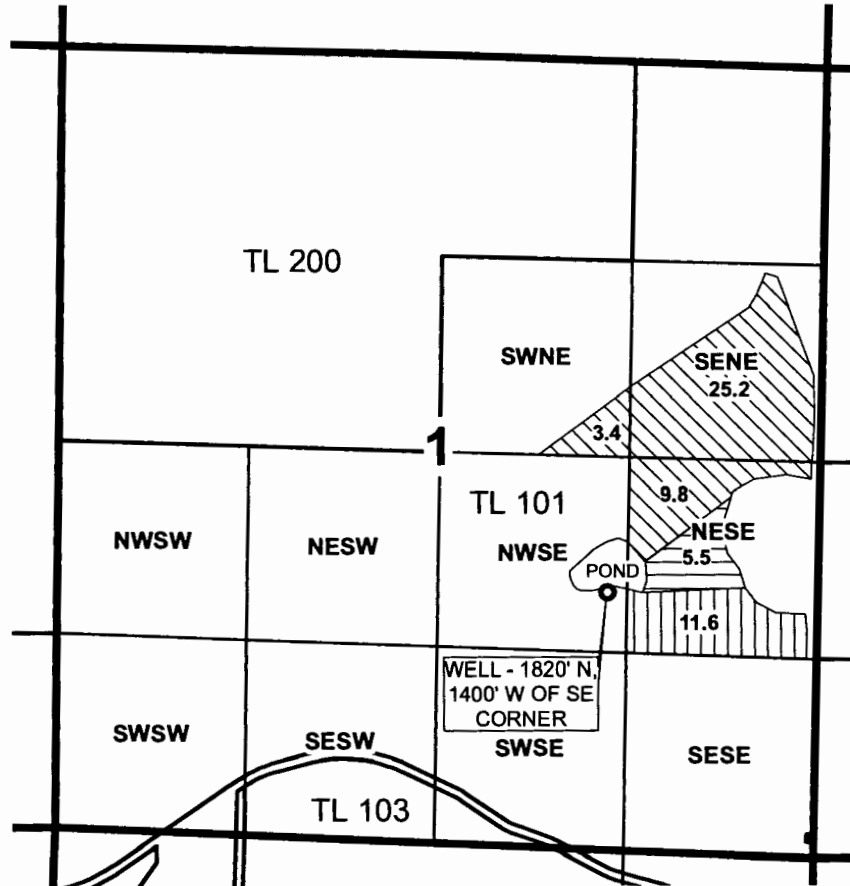 TL 200
SWNE
SENE
25.2
3.4
1
TL 101
9.8
NWSW
NESW
NWSE
NESE
POND
5.5
11.6
WELL - 1820' N,
1400' W OF SE
CORNER
SWSW
SESW
SWSE
SESE
TL 103